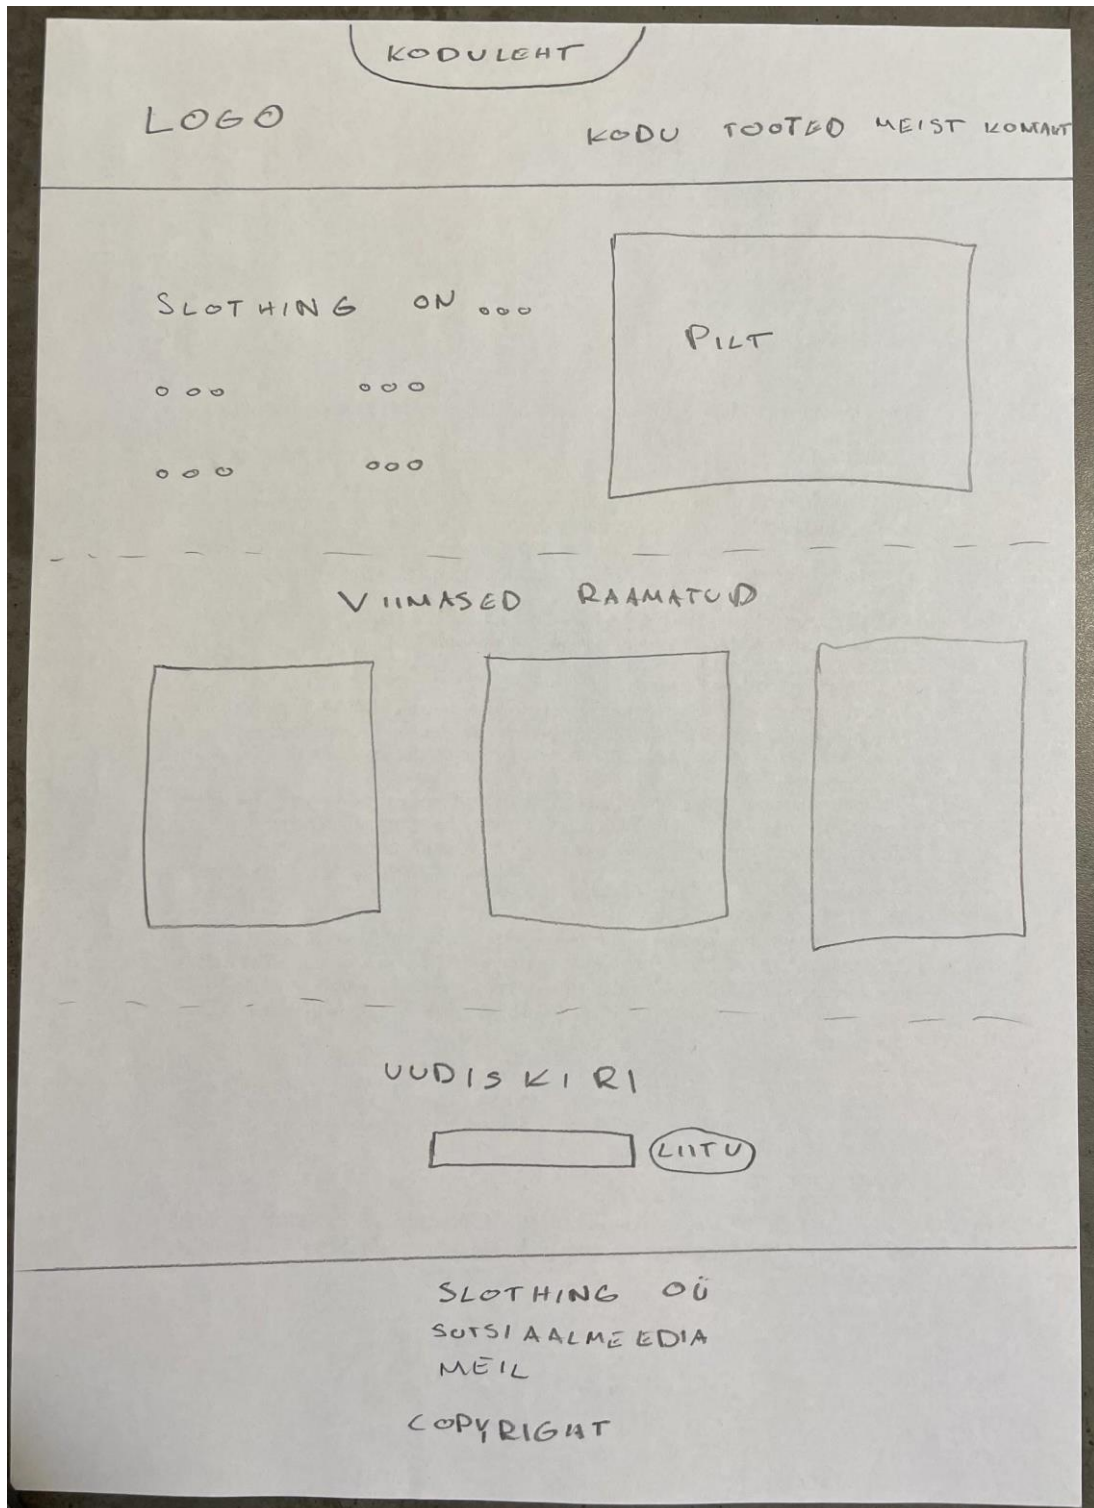 KODULEHT
LOGO
KODU TOOTED MEIST KONTAKT
SLOTHING ON ...
... ...
... ...
PILT
VIIMASED RAAMATUD
UUDISKIRI
LIITU
SLOTHING OÜ
SOTSIAALMEEDIA
MEIL
COPYRIGHT